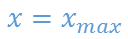 x = x_max